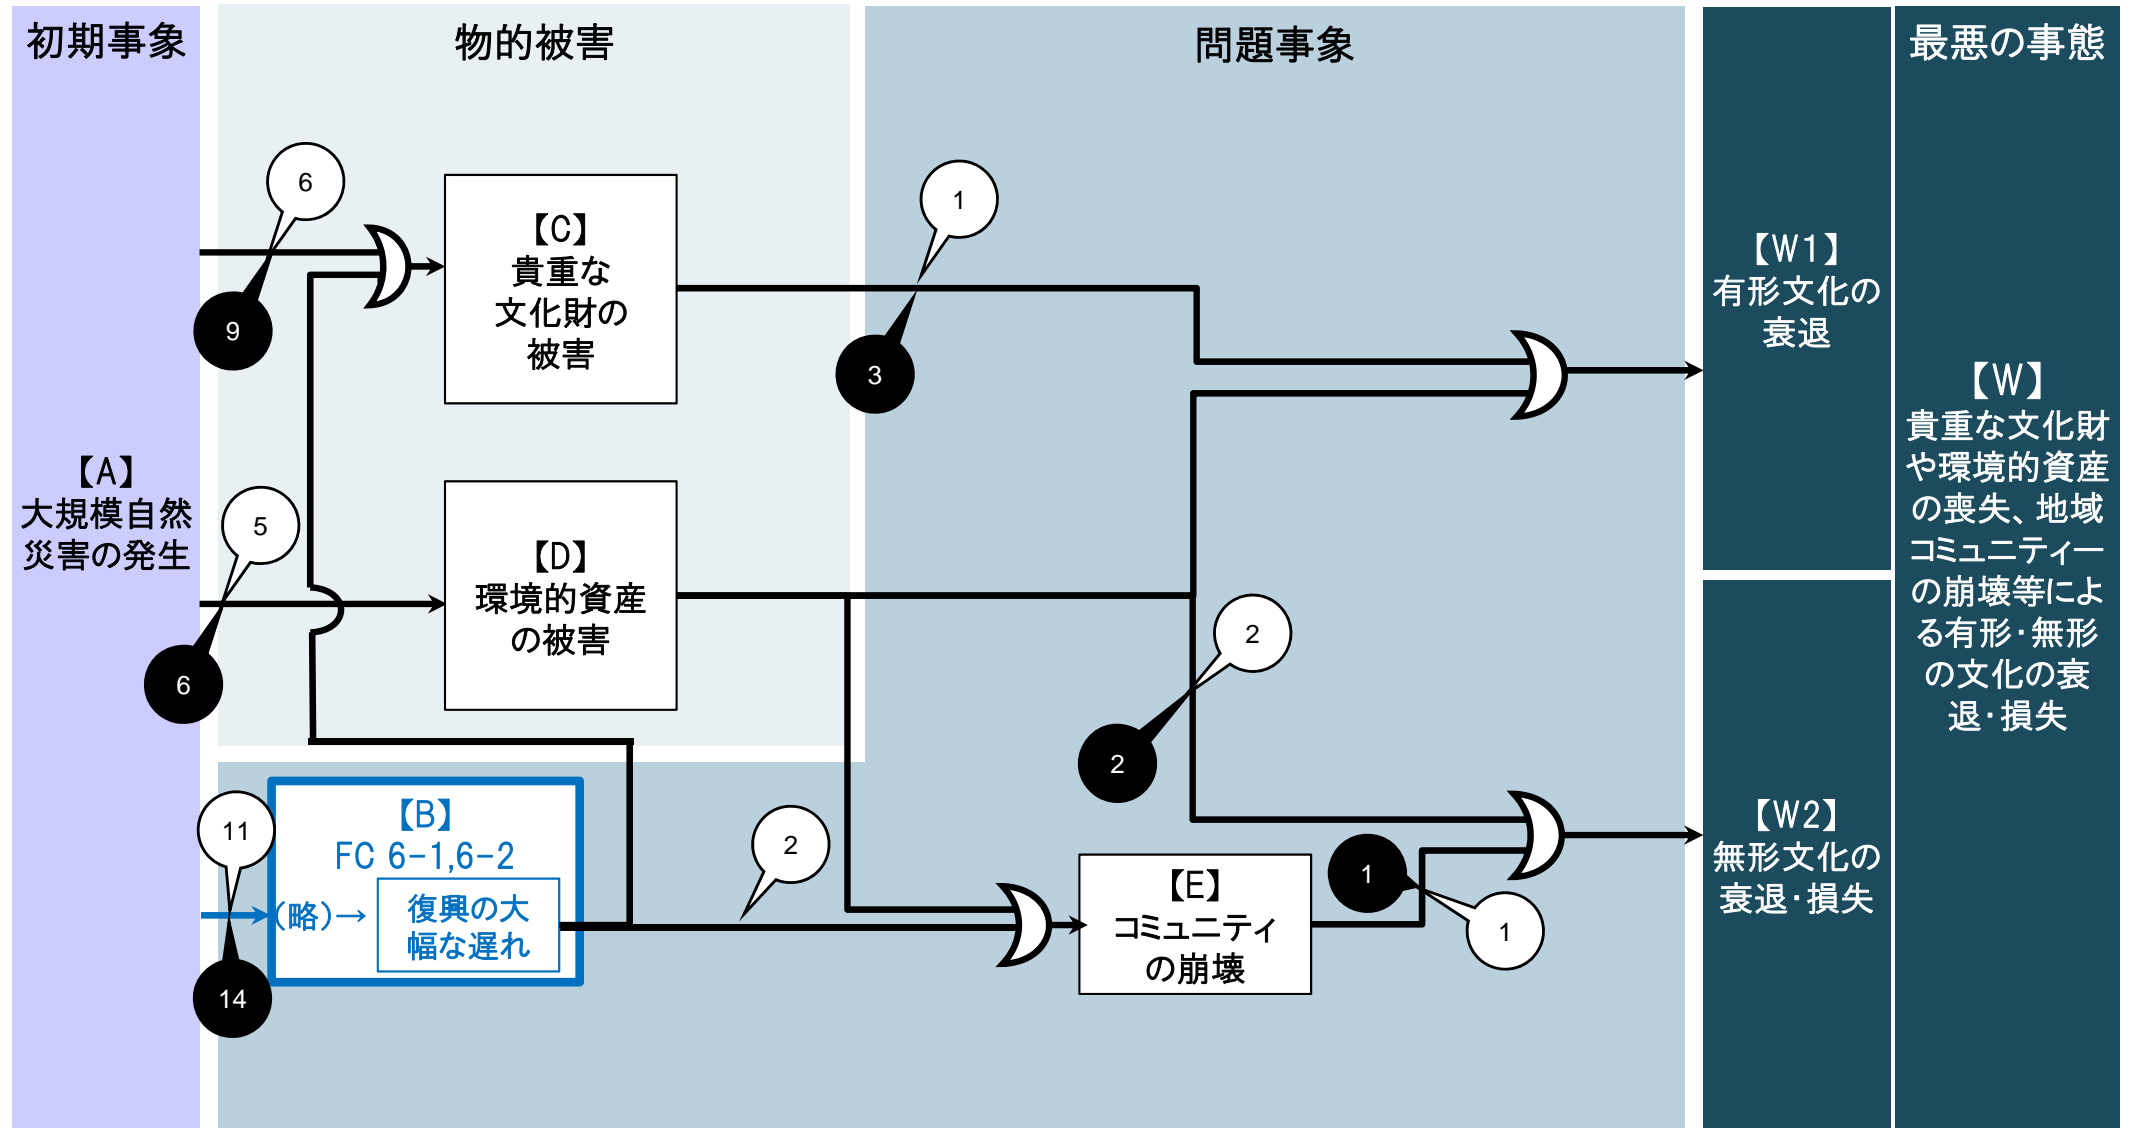 初期事象
物的被害
問題事象
最悪の事態
6
9
【C】
貴重な
文化財の
被害
1
3
【W1】
有形文化の
衰退
【A】
大規模自然
災害の発生
5
6
【D】
環境的資産
の被害
2
2
【W】
貴重な文化財
や環境的資産
の喪失、地域
コミュニティー
の崩壊等によ
る有形・無形
の文化の衰
退・損失
11
14
【B】
FC 6-1,6-2
(略)→
復興の大
幅な遅れ
2
【E】
コミュニティ
の崩壊
1
1
【W2】
無形文化の
衰退・損失